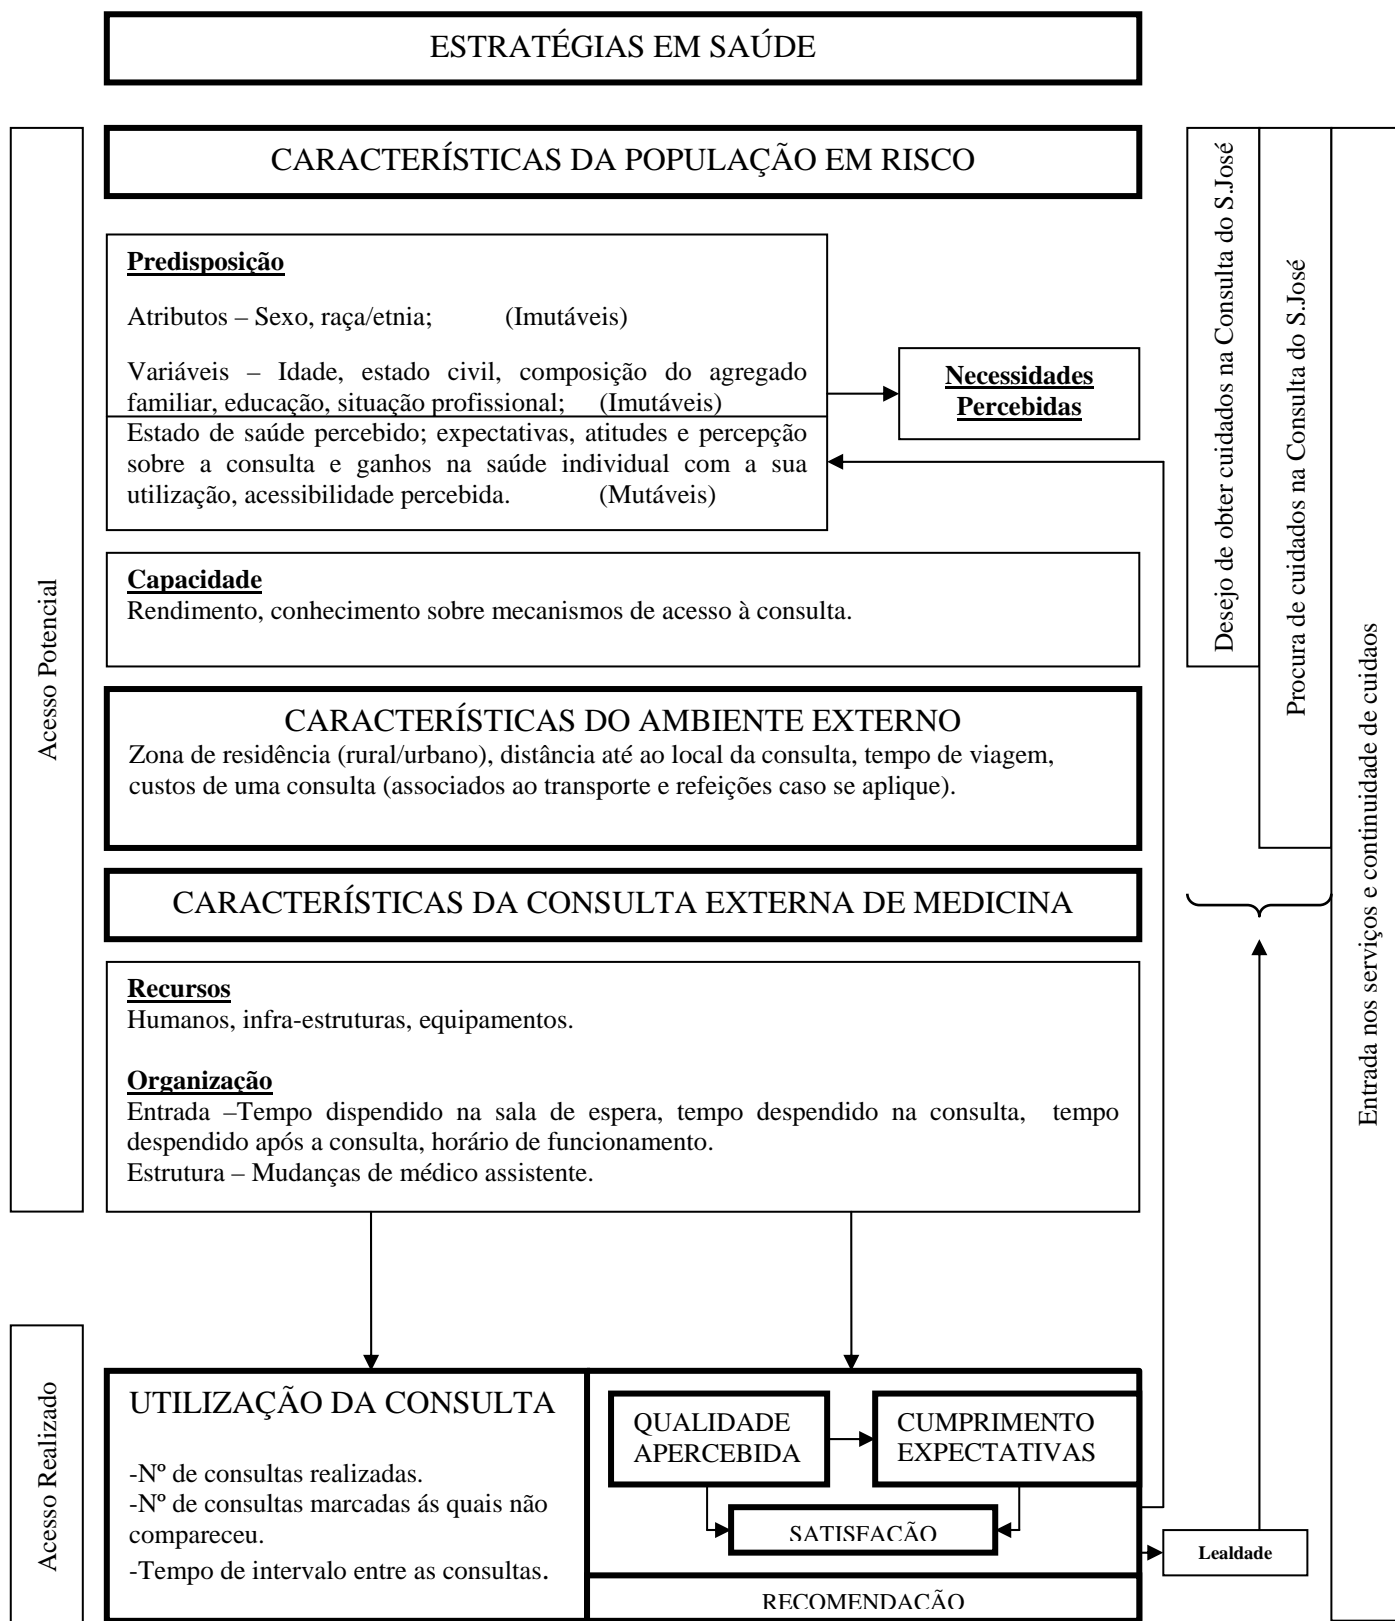 ESTRATÉGIAS EM SAÚDE
CARACTERÍSTICAS DA POPULAÇÃO EM RISCO
Predisposição
Atributos – Sexo, raça/etnia; (Imutáveis)
Variáveis – Idade, estado civil, composição do agregado
familiar, educação, situação profissional; (Imutáveis)
Estado de saúde percebido; expectativas, atitudes e percepção
sobre a consulta e ganhos na saúde individual com a sua
utilização, acessibilidade percebida. (Mutáveis)
Necessidades
Percebidas
Capacidade
Rendimento, conhecimento sobre mecanismos de acesso à consulta.
CARACTERÍSTICAS DO AMBIENTE EXTERNO
Zona de residência (rural/urbano), distância até ao local da consulta, tempo de viagem,
custos de uma consulta (associados ao transporte e refeições caso se aplique).
CARACTERÍSTICAS DA CONSULTA EXTERNA DE MEDICINA
Recursos
Humanos, infra-estruturas, equipamentos.
Organização
Entrada –Tempo dispendido na sala de espera, tempo despendido na consulta, tempo
despendido após a consulta, horário de funcionamento.
Estrutura – Mudanças de médico assistente.
Acesso Potencial
Desejo de obter cuidados na Consulta do S.José
Procura de cuidados na Consulta do S.José
Entrada nos serviços e continuidade de cuidaos
Acesso Realizado
UTILIZAÇÃO DA CONSULTA
-Nº de consultas realizadas.
-Nº de consultas marcadas ás quais não
compareceu.
-Tempo de intervalo entre as consultas.
QUALIDADE
APERCEBIDA
CUMPRIMENTO
EXPECTATIVAS
SATISFAÇÃO
RECOMENDAÇÃO
Lealdade